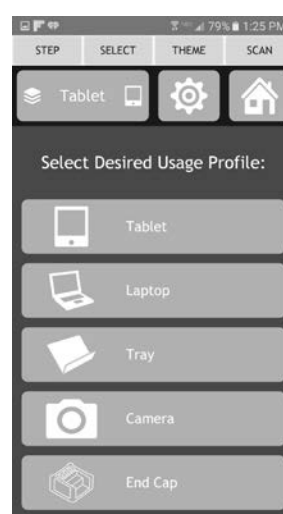 79% 1:25 PM
STEP SELECT THEME SCAN
Tablet
Select Desired Usage Profile:
Tablet
Laptop
Tray
Camera
End Cap